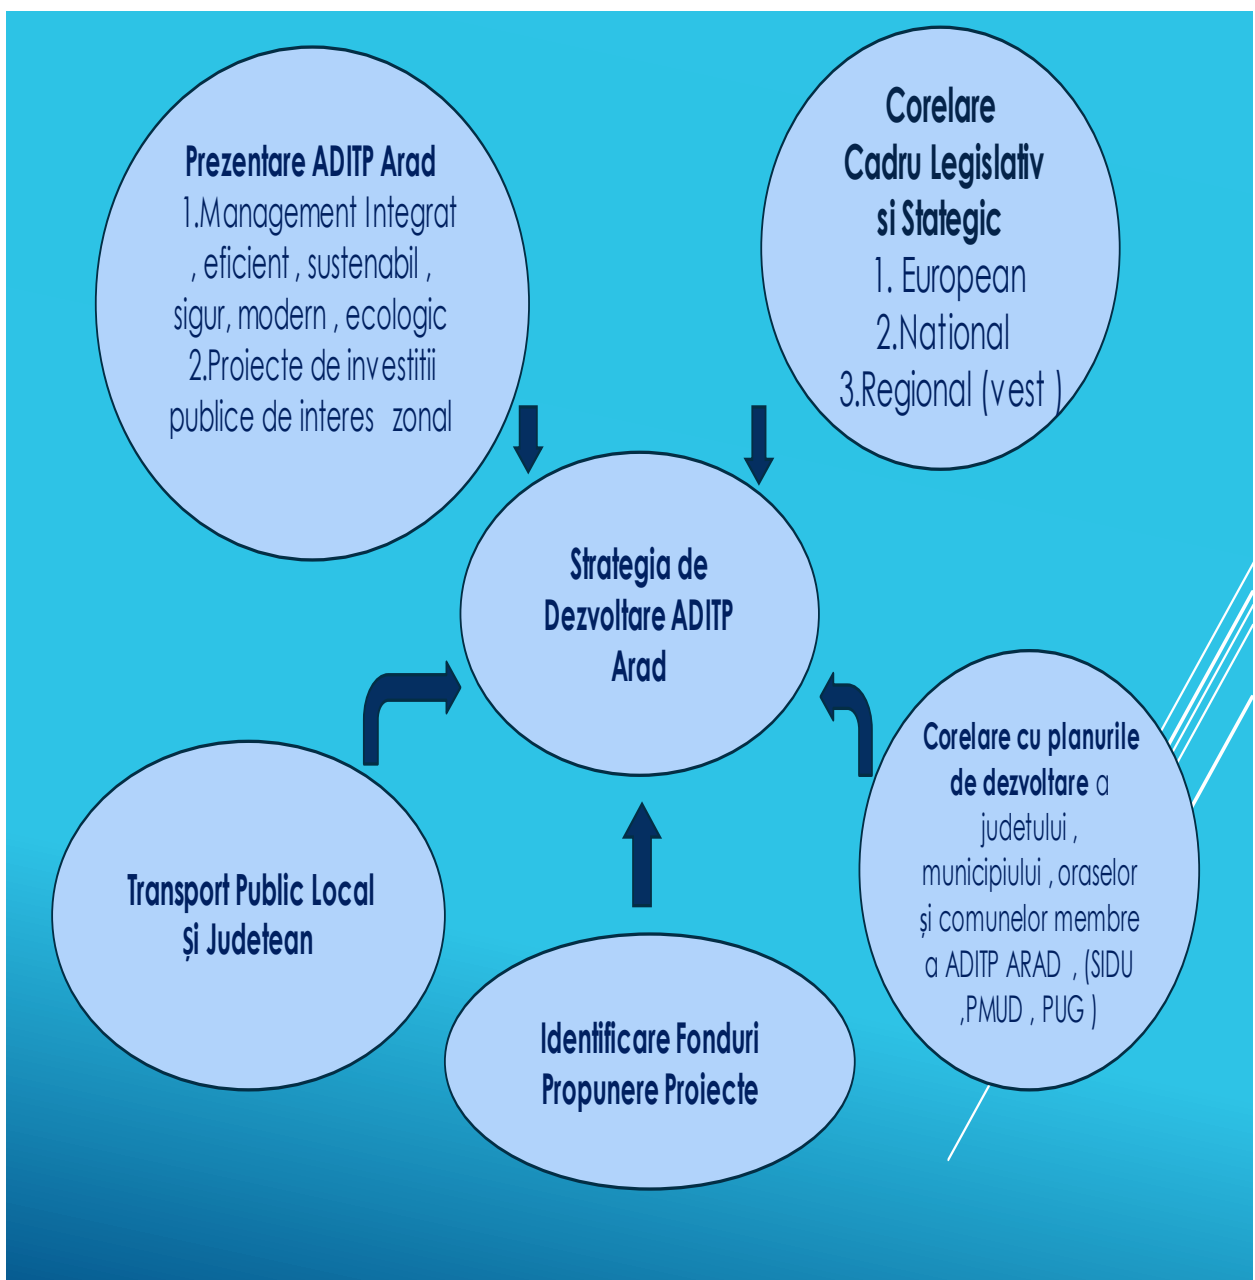 Prezentare ADITP Arad
1.Management Integrat
, eficient , sustenabil ,
sigur, modern , ecologic
2.Proiecte de investitii
publice de interes zonal
Corelare
Cadru Legislativ
si Stategic
1. European
2.National
3.Regional (vest )
Strategia de
Dezvoltare ADITP
Arad
Transport Public Local
și Judetean
Identificare Fonduri
Propunere Proiecte
Corelare cu planurile
de dezvoltare a
judetului ,
municipiului , oraselor
și comunelor membre
a ADITP ARAD , (SIDU
,PMUD , PUG )